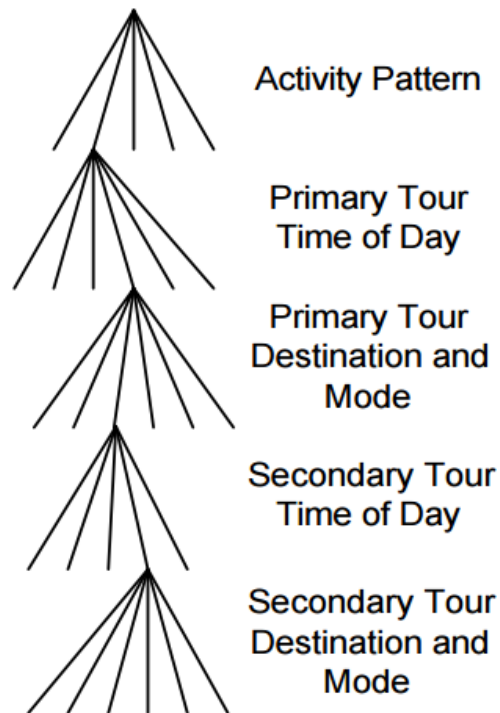 Activity Pattern
Primary Tour
Time of Day
Primary Tour
Destination and
Mode
Secondary Tour
Time of Day
Secondary Tour
Destination and
Mode